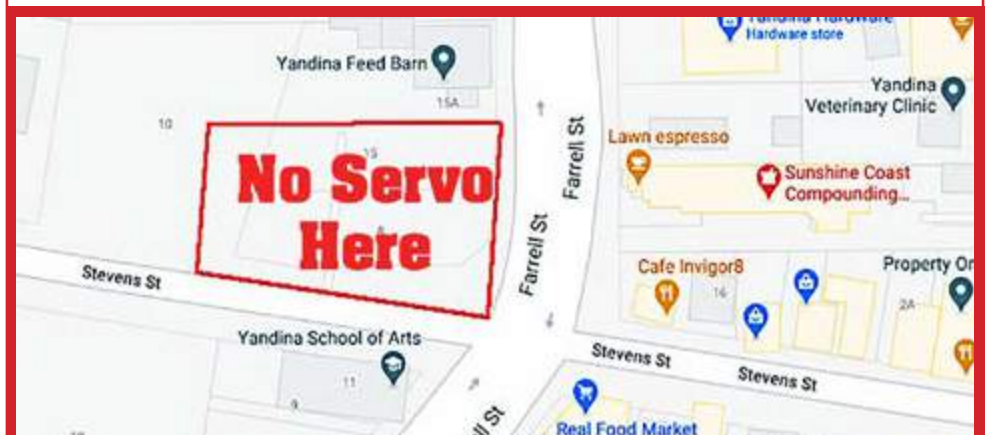 Yandina Hardware
Hardware store
Yandina Feed Barn
15A
Yandina
Veterinary Clinic
10
Farrell St
Lawn espresso
15
No Servo
Here
Sunshine Coast
Compounding...
Farrell St
Stevens St
Cafe Invigor8
16
Property On
2A
Yandina School of Arts
11
9
Stevens St
Stevens St
ll St
Real Food Market